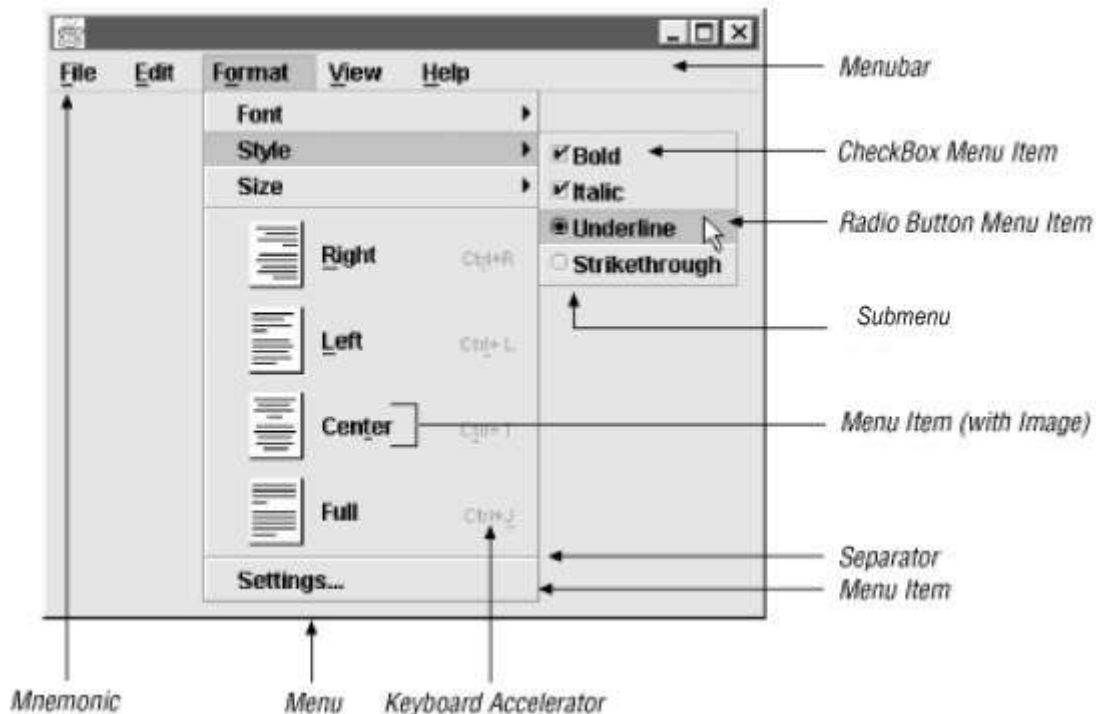 File Edit Format View Help
Menubar
Font
Style
Bold
CheckBox Menu Item
Size
Italic
Underline
Radio Button Menu Item
Right Ctrl+R
Strikethrough
Submenu
Left Ctrl+L
Center Ctrl+T
Menu Item (with Image)
Full Ctrl+J
Separator
Settings...
Menu Item
Mnemonic Menu Keyboard Accelerator